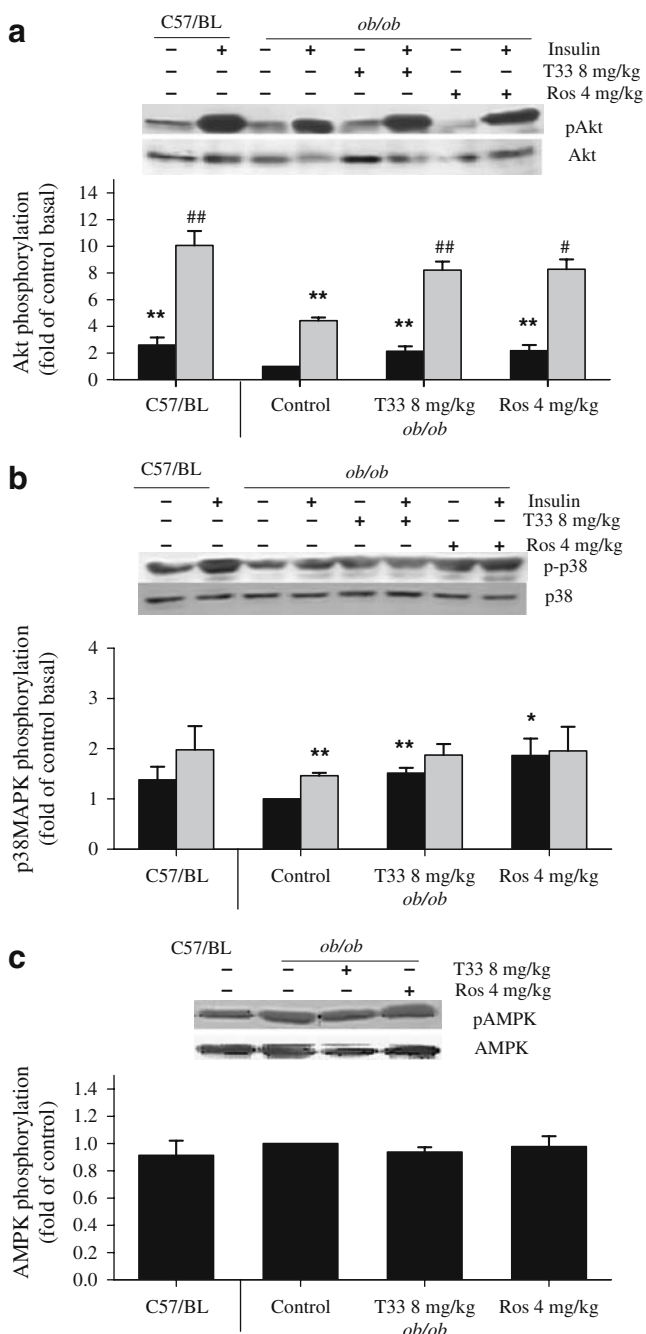 a
C57/BL ob/ob
– + – + – + – + Insulin
– – – – + + – – T33 8 mg/kg
– – – – – – + + Ros 4 mg/kg
pAkt
Akt
Akt phosphorylation
(fold of control basal)
14
12
10
8
6
4
2
0
** ## ** ** ## ** #
C57/BL Control T33 8 mg/kg Ros 4 mg/kg
ob/ob
b
C57/BL ob/ob
– + – + – + – + Insulin
– – – – + + – – T33 8 mg/kg
– – – – – – + + Ros 4 mg/kg
p-p38
p38
p38MAPK phosphorylation
(fold of control basal)
4
3
2
1
0
** ** *
C57/BL Control T33 8 mg/kg Ros 4 mg/kg
ob/ob
c
C57/BL ob/ob
– – + – T33 8 mg/kg
– – – + Ros 4 mg/kg
pAMPK
AMPK
AMPK phosphorylation
(fold of control)
1.4
1.2
1.0
0.8
0.6
0.4
0.2
0.0
C57/BL Control T33 8 mg/kg Ros 4 mg/kg
ob/ob